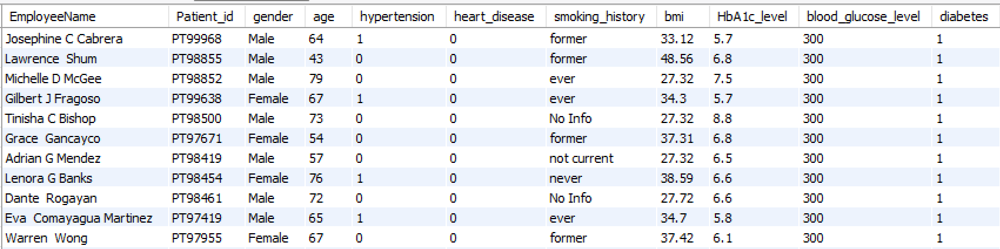 EmployeeName Patient_id gender age hypertension heart_disease smoking_history bmi HbA1c_level blood_glucose_level diabetes
Josephine C Cabrera PT99968 Male 64 1 0 former 33.12 5.7 300 1
Lawrence  Shum PT98855 Male 43 0 0 former 48.56 6.8 300 1
Michelle D McGee PT98852 Male 79 0 0 ever 27.32 7.5 300 1
Gilbert J Fragoso PT99638 Female 67 1 0 ever 34.3 5.7 300 1
Tinisha C Bishop PT98500 Male 73 0 0 No Info 27.32 8.8 300 1
Grace  Gancayco PT97671 Female 54 0 0 former 37.31 6.8 300 1
Adrian G Mendez PT98419 Male 57 0 0 not current 27.32 6.5 300 1
Lenora G Banks PT98454 Female 76 1 0 never 38.59 6.6 300 1
Dante  Rogayan PT98461 Male 72 0 0 No Info 27.72 6.6 300 1
Eva  Comayagua Martinez PT97419 Male 65 1 0 ever 34.7 5.8 300 1
Warren  Wong PT97955 Female 67 0 0 former 37.42 6.1 300 1